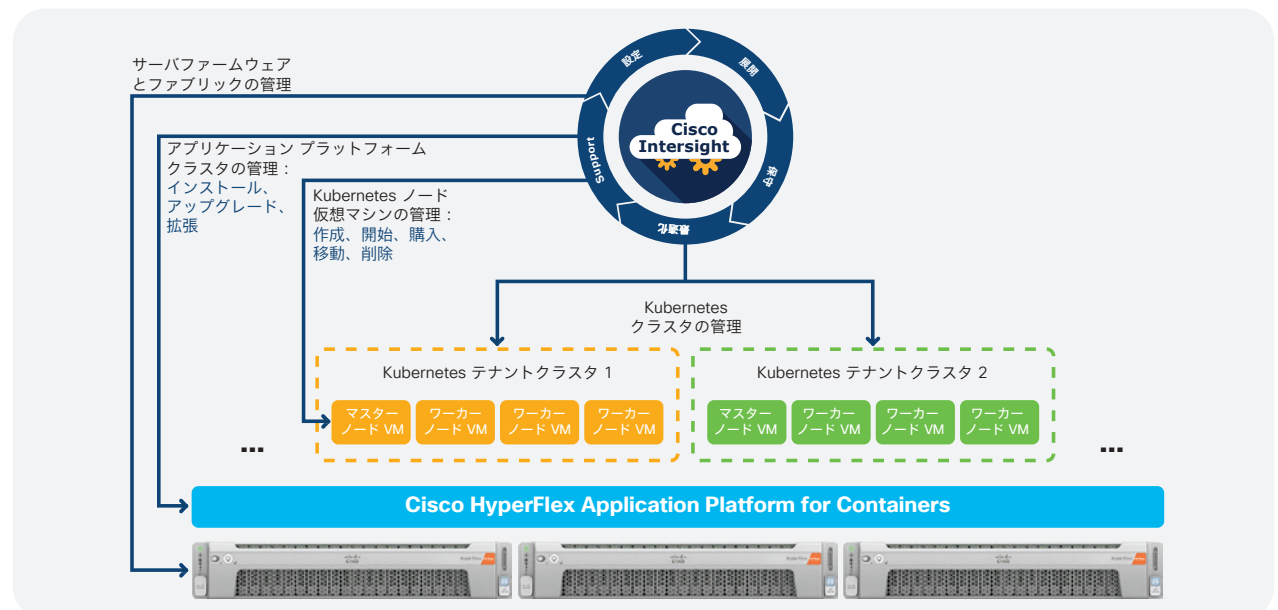 サーバファームウェア
とファブリックの管理
アプリケーション プラットフォーム
クラスタの管理：
インストール、
アップグレード、
拡張
Kubernetes ノード
仮想マシンの管理：
作成、開始、購入、
移動、削除
設定
展開
保守
最適化
Support
Cisco
Intersight
Kubernetes
クラスタの管理
Kubernetes テナントクラスタ 1
マスター
ノード VM
ワーカー
ノード VM
ワーカー
ノード VM
ワーカー
ノード VM
Kubernetes テナントクラスタ 2
マスター
ノード VM
ワーカー
ノード VM
ワーカー
ノード VM
ワーカー
ノード VM
...
...
Cisco HyperFlex Application Platform for Containers